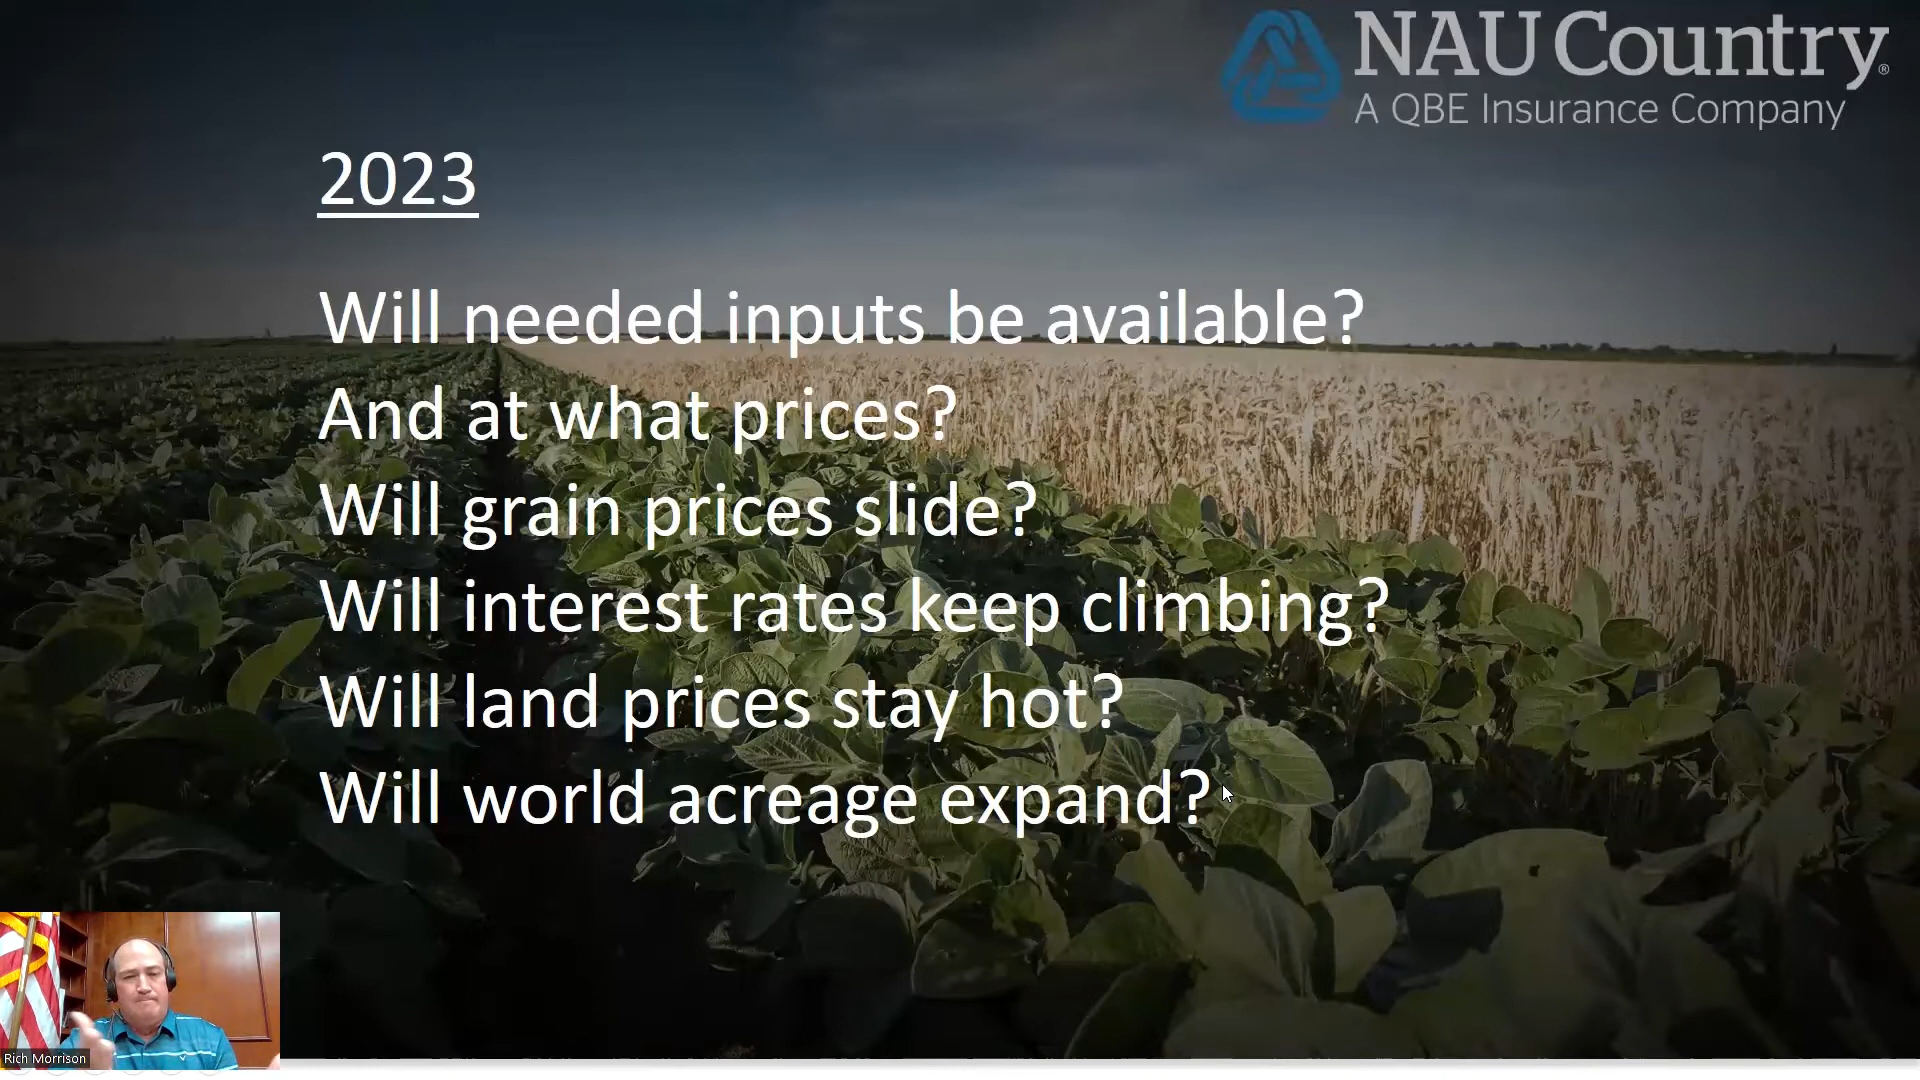 NAU Country®
A QBE Insurance Company
2023
Will needed inputs be available?
And at what prices?
Will grain prices slide?
Will interest rates keep climbing?
Will land prices stay hot?
Will world acreage expand?
Rich Morrison